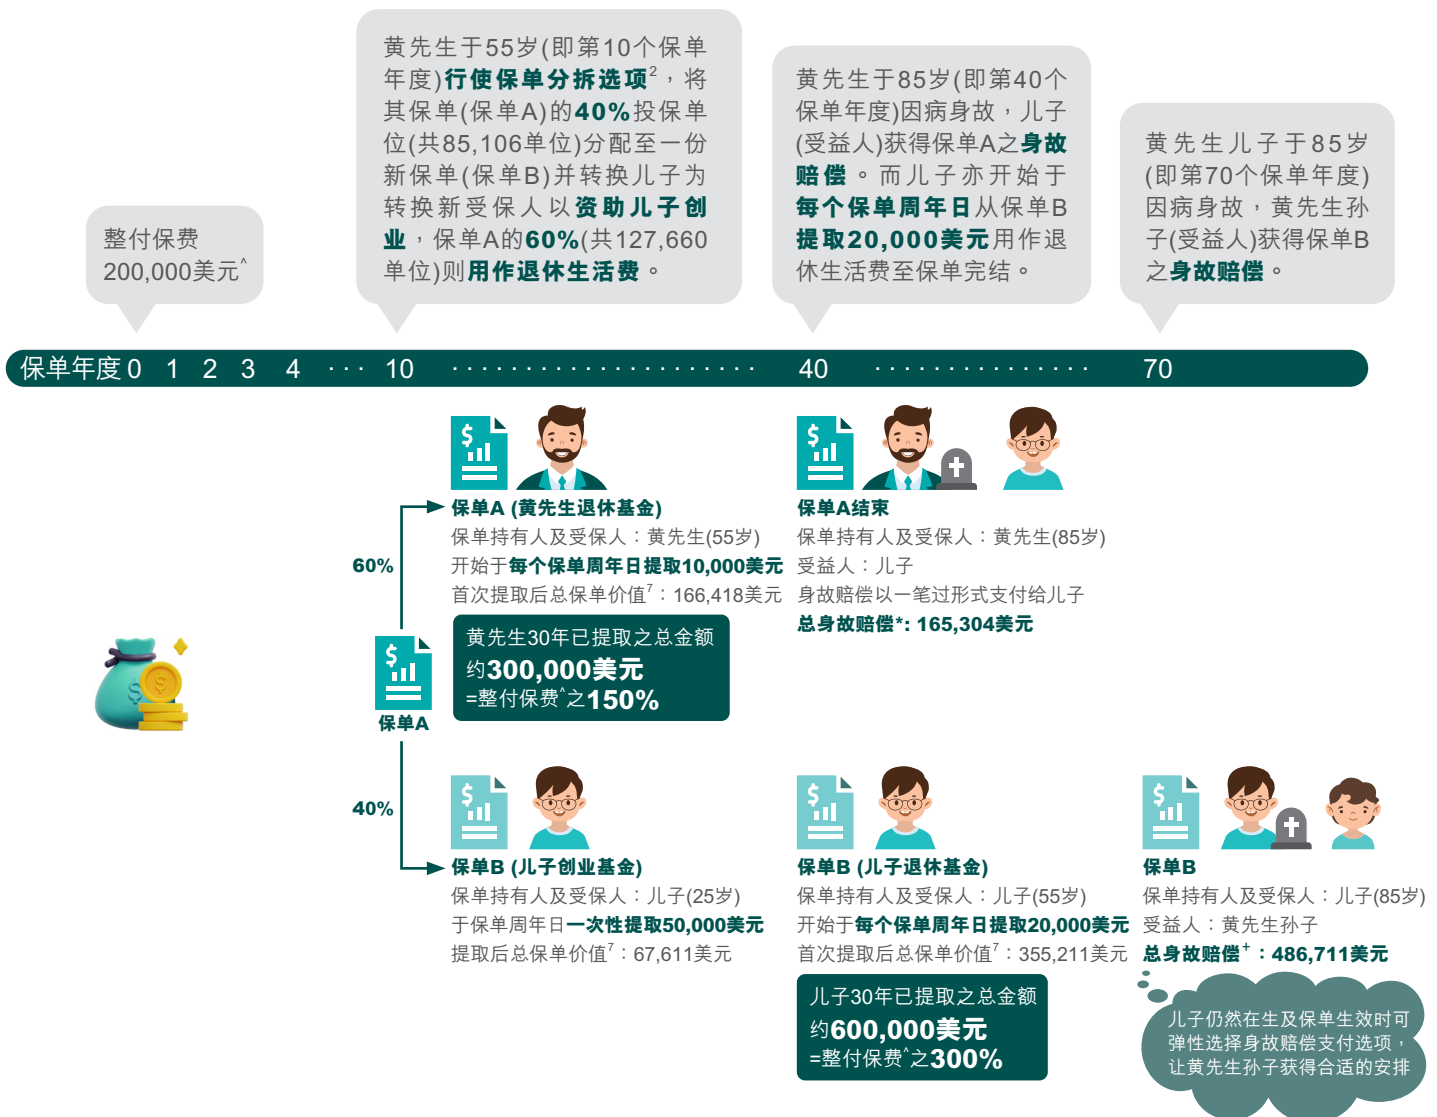 整付保费
200,000美元^
黄先生于55岁(即第10个保单
年度)行使保单分拆选项2，将
其保单(保单A)的40%投保单
位(共85,106单位)分配至一份
新保单(保单B)并转换儿子为
转换新受保人以资助儿子创
业，保单A的60%(共127,660
单位)则用作退休生活费。
黄先生于85岁(即第40个
保单年度)因病身故，儿子
(受益人)获得保单A之身故
赔偿。而儿子亦开始于
每个保单周年日从保单B
提取20,000美元用作退
休生活费至保单完结。
黄先生儿子于85岁
(即第70个保单年度)
因病身故，黄先生孙
子(受益人)获得保单B
之身故赔偿。
保单年度 0 1 2 3 4 ··· 10 ····················· 40 ··············· 70
60%
保单A (黄先生退休基金)
保单持有人及受保人：黄先生(55岁)
开始于每个保单周年日提取10,000美元
首次提取后总保单价值7：166,418美元
黄先生30年已提取之总金额
约300,000美元
=整付保费^之150%
保单A结束
保单持有人及受保人：黄先生(85岁)
受益人：儿子
身故赔偿以一笔过形式支付给儿子
总身故赔偿*: 165,304美元
保单A
40%
保单B (儿子创业基金)
保单持有人及受保人：儿子(25岁)
于保单周年日一次性提取50,000美元
提取后总保单价值7：67,611美元
保单B (儿子退休基金)
保单持有人及受保人：儿子(55岁)
开始于每个保单周年日提取20,000美元
首次提取后总保单价值7：355,211美元
儿子30年已提取之总金额
约600,000美元
=整付保费^之300%
保单B
保单持有人及受保人：儿子(85岁)
受益人：黄先生孙子
总身故赔偿+：486,711美元
儿子仍然在生及保单生效时可
弹性选择身故赔偿支付选项，
让黄先生孙子获得合适的安排